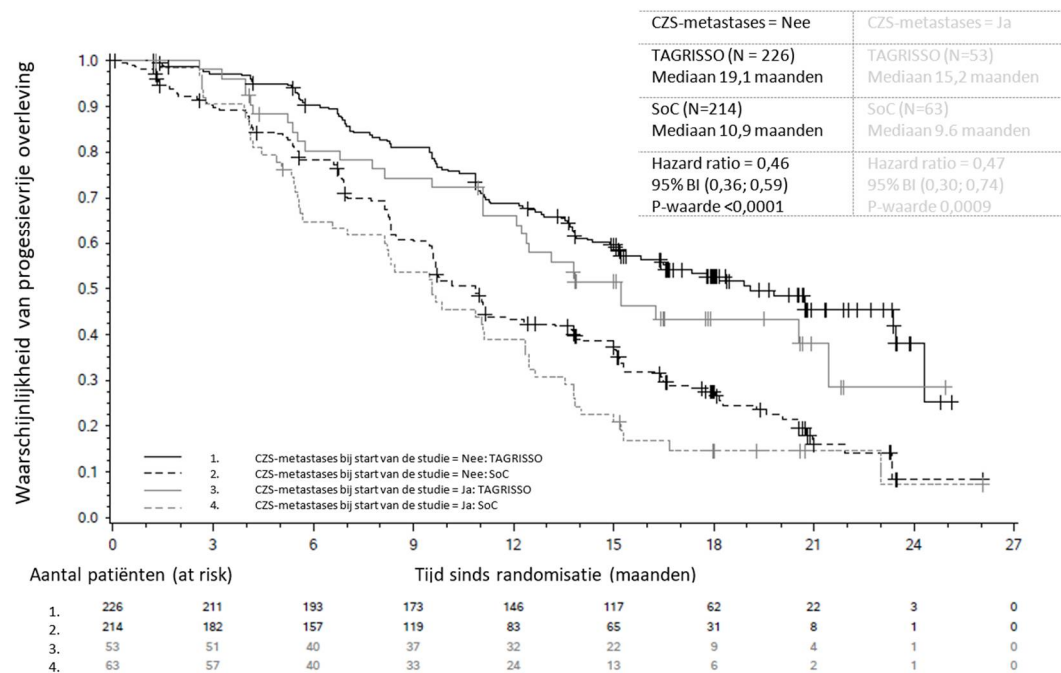 CZS-metastases = Nee CZS-metastases = Ja
TAGRISSO (N = 226) TAGRISSO (N=53)
Mediaan 19,1 maanden Mediaan 15,2 maanden
SoC (N=214) SoC (N=63)
Mediaan 10,9 maanden Mediaan 9.6 maanden
Hazard ratio = 0,46 Hazard ratio = 0,47
95% BI (0,36; 0,59) 95% BI (0,30; 0,74)
P-waarde <0,0001 P-waarde 0,0009
Waarschijnlijkheid van progessievrije overleving
1.0
0.9
0.8
0.7
0.6
0.5
0.4
0.3
0.2
0.1
0.0
1. CZS-metastases bij start van de studie = Nee: TAGRISSO
2. CZS-metastases bij start van de studie = Nee: SoC
3. CZS-metastases bij start van de studie = Ja: TAGRISSO
4. CZS-metastases bij start van de studie = Ja: SoC
0 3 6 9 12 15 18 21 24 27
Aantal patiënten (at risk) Tijd sinds randomisatie (maanden)
1. 226 211 193 173 146 117 62 22 3 0
2. 214 182 157 119 83 65 31 8 1 0
3. 53 51 40 37 32 22 9 4 1 0
4. 63 57 40 33 24 13 6 2 1 0